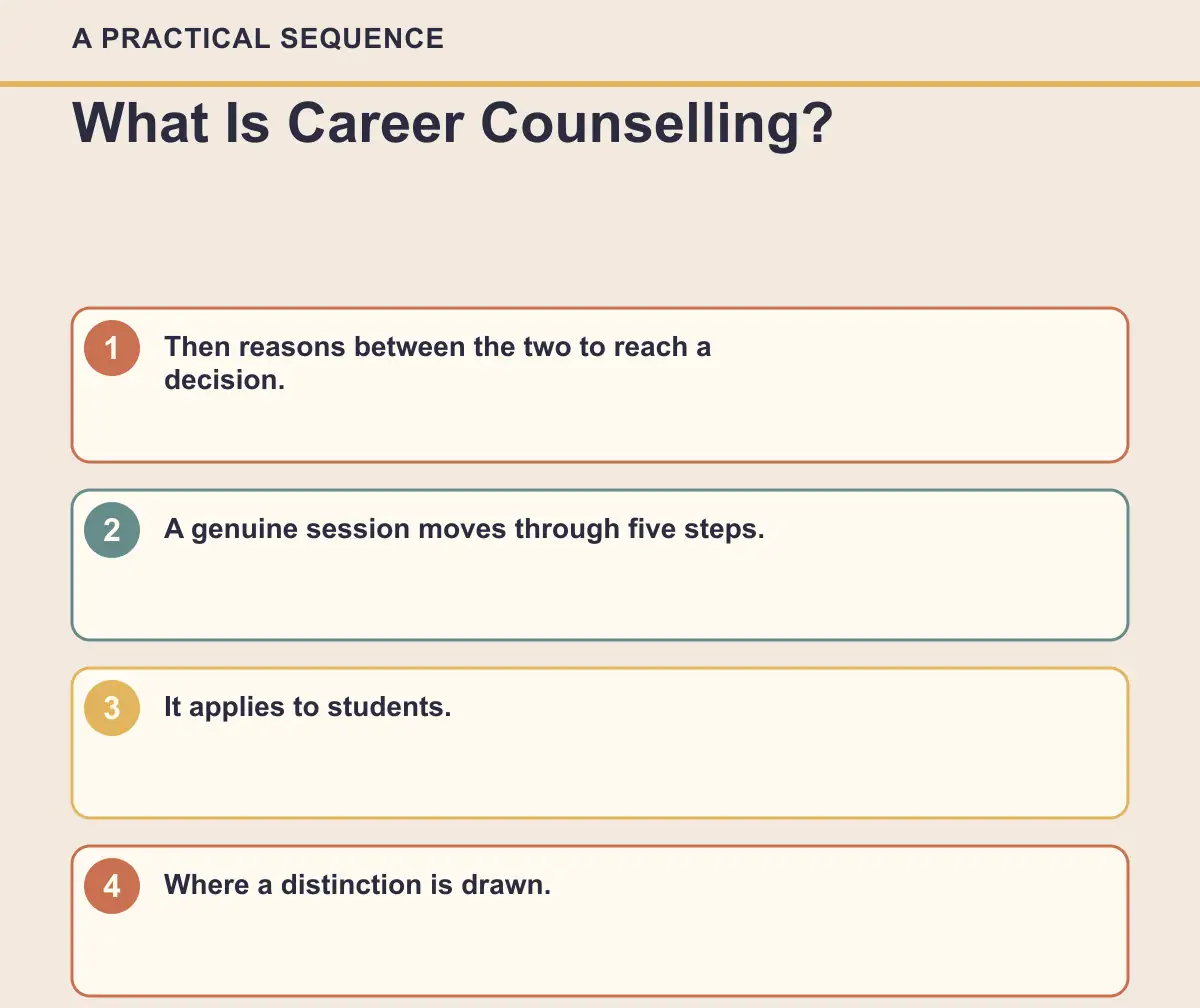 A PRACTICAL SEQUENCE
What Is Career Counselling?
1
Then reasons between the two to reach a
decision.
2
A genuine session moves through five steps.
3
It applies to students.
4
Where a distinction is drawn.